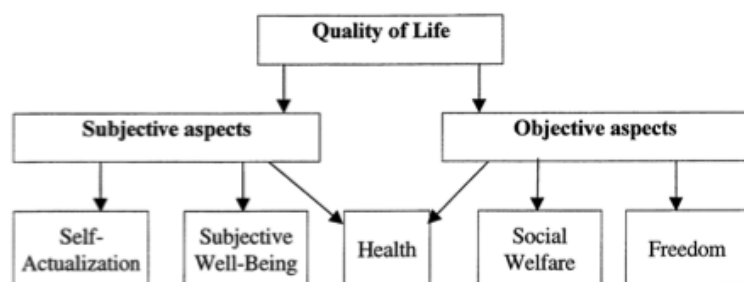 Quality of Life
Subjective aspects
Objective aspects
Self-
Actualization
Subjective
Well-Being
Health
Social
Welfare
Freedom